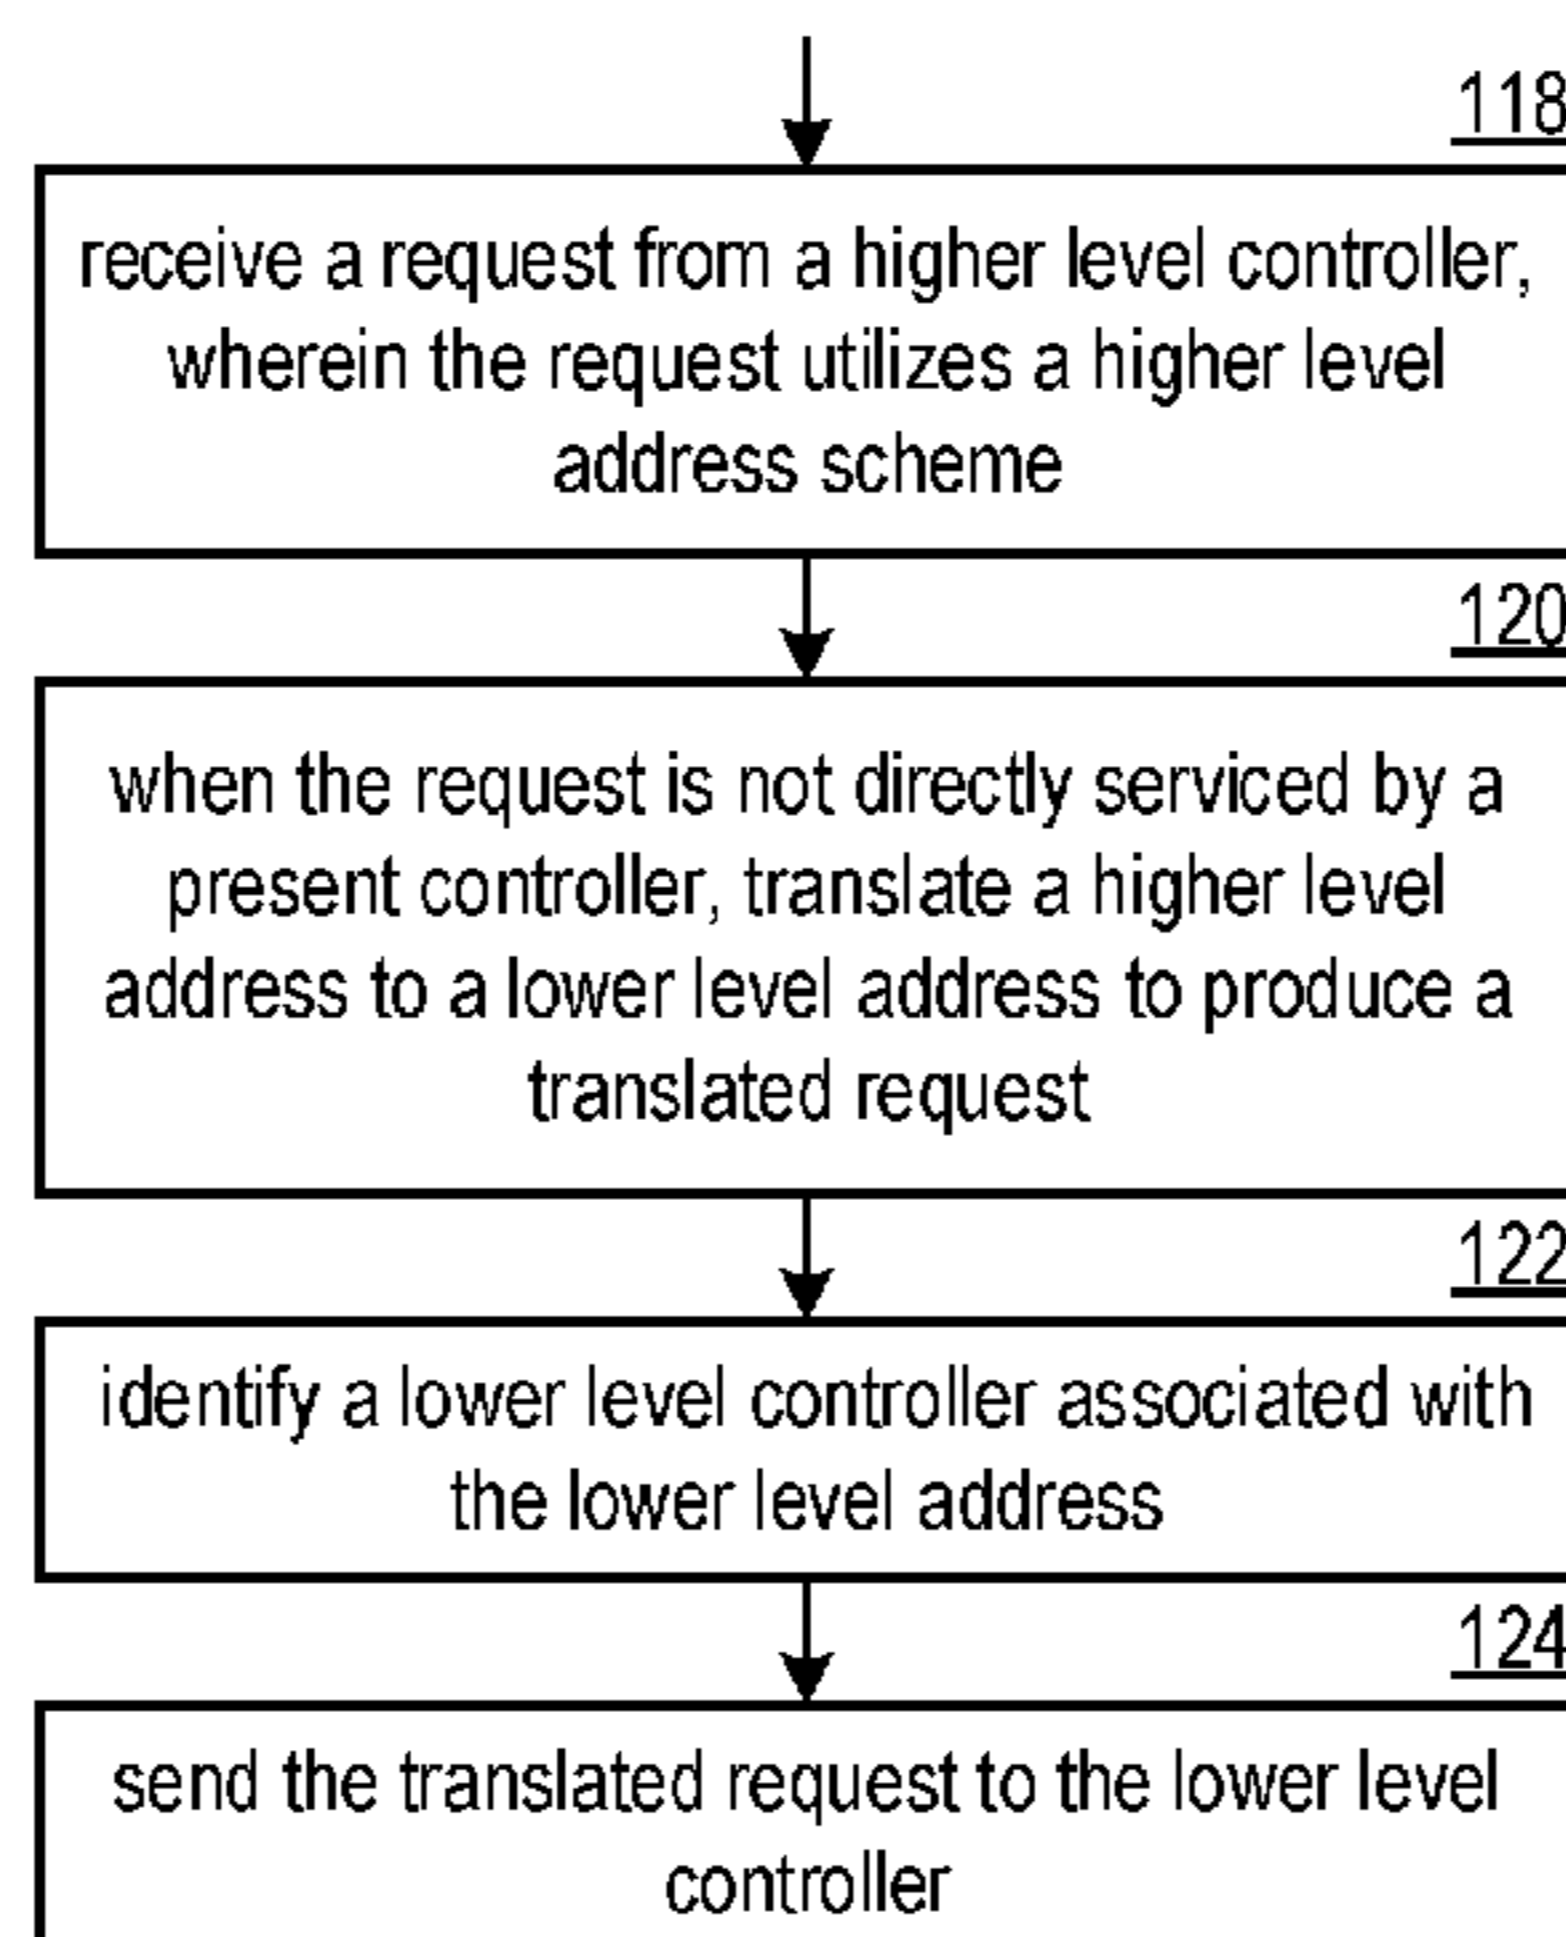 118
receive a request from a higher level controller,
wherein the request utilizes a higher level
address scheme
120
when the request is not directly serviced by a
present controller, translate a higher level
address to a lower level address to produce a
translated request
122
identify a lower level controller associated with
the lower level address
124
send the translated request to the lower level
controller